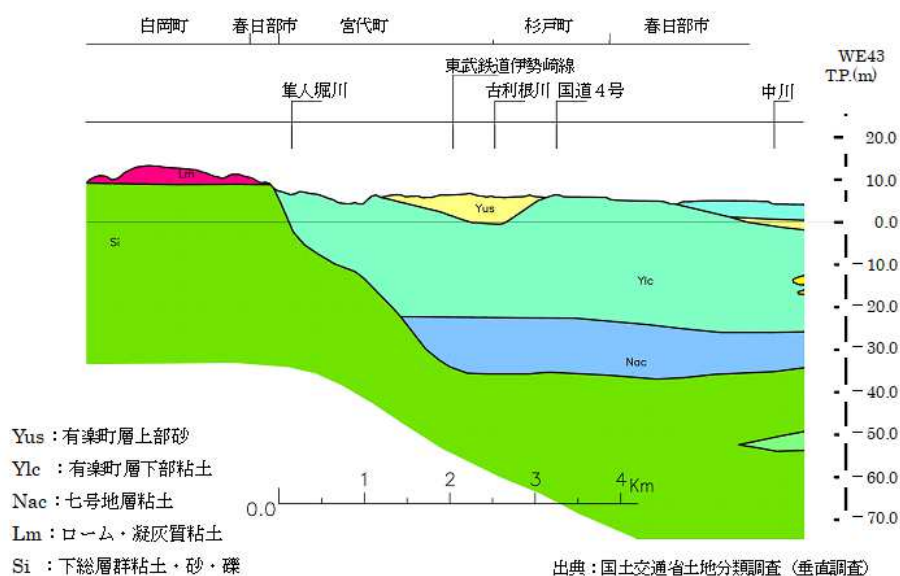 白岡町 春日部市 宮代町 杉戸町 春日部市
WE43
T.P.(m)
東武鉄道伊勢崎線
隼人堀川 古利根川 国道4号 中川
20.0
10.0
0.0
-10.0
-20.0
-30.0
-40.0
-50.0
-60.0
-70.0
Lm
Yus
Si
Ylc
Nac
Yus：有楽町層上部砂
Ylc：有楽町層下部粘土
Nac：七号地層粘土
Lm：ローム・凝灰質粘土
Si：下総層群粘土・砂・礫
0.0 1 2 3 4 Km
出典：国土交通省土地分類調査（垂直調査）